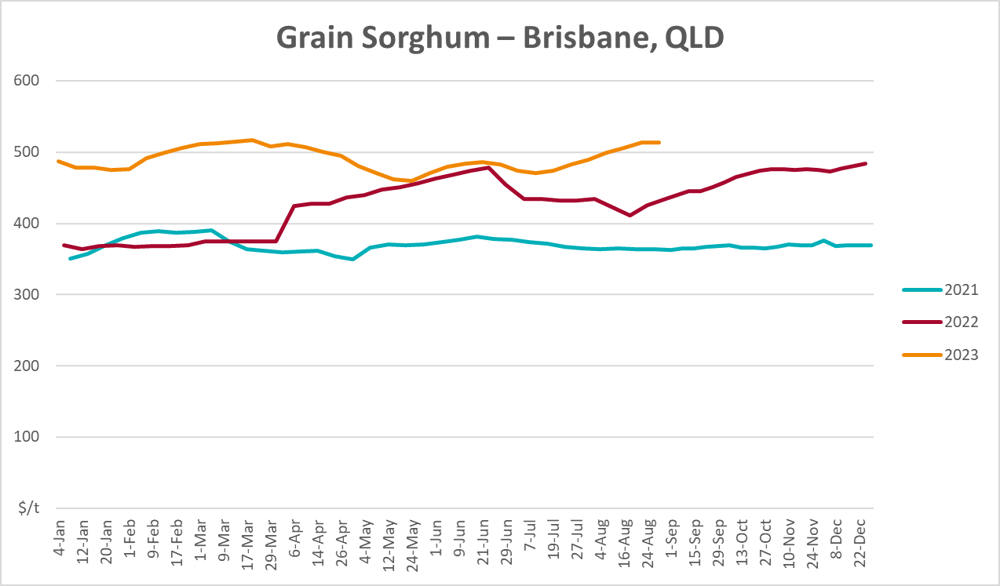 Grain Sorghum – Brisbane, QLD
600
500
400
300
200
100
$/t
2021
2022
2023
4-Jan
12-Jan
20-Jan
1-Feb
9-Feb
17-Feb
1-Mar
9-Mar
17-Mar
29-Mar
6-Apr
14-Apr
26-Apr
4-May
12-May
24-May
1-Jun
9-Jun
21-Jun
29-Jun
7-Jul
19-Jul
27-Jul
4-Aug
16-Aug
24-Aug
1-Sep
15-Sep
29-Sep
13-Oct
27-Oct
10-Nov
24-Nov
8-Dec
22-Dec